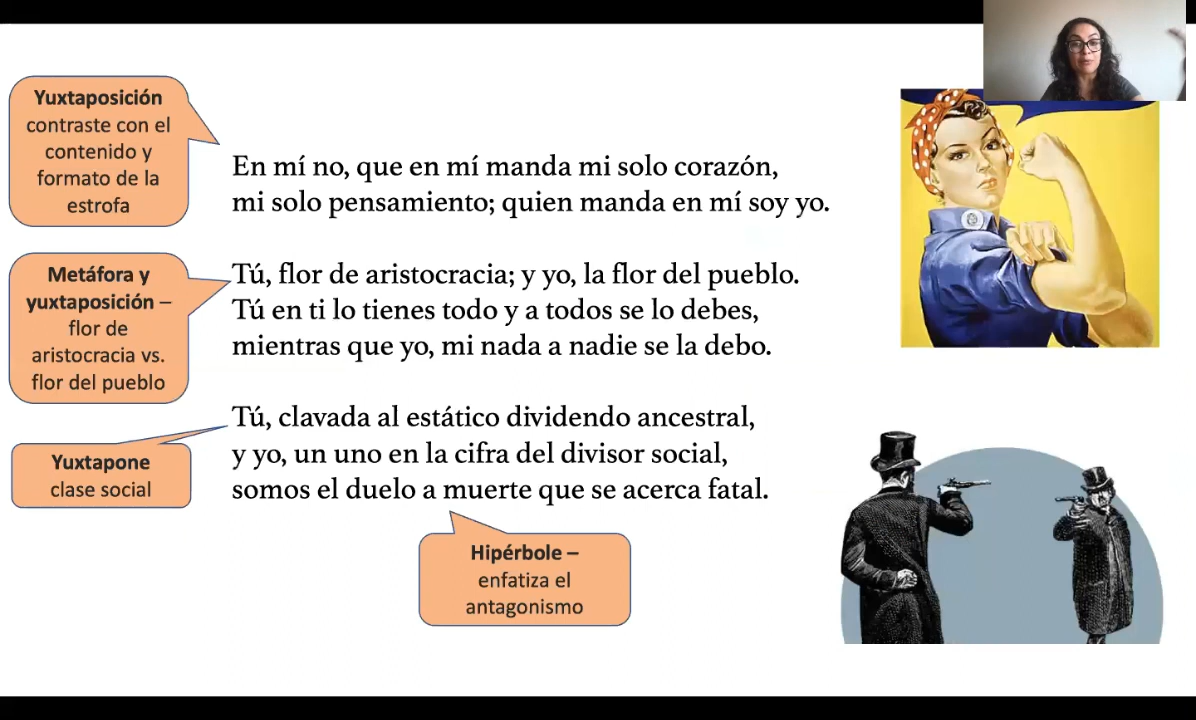 Yuxtaposición
contraste con el
contenido y
formato de la
estrofa
En mí no, que en mí manda mi solo corazón,
mi solo pensamiento; quien manda en mí soy yo.
Metáfora y
yuxtaposición –
flor de
aristocracia vs.
flor del pueblo
Tú, flor de aristocracia; y yo, la flor del pueblo.
Tú en ti lo tienes todo y a todos se lo debes,
mientras que yo, mi nada a nadie se la debo.
Yuxtapone
clase social
Tú, clavada al estático dividendo ancestral,
y yo, un uno en la cifra del divisor social,
somos el duelo a muerte que se acerca fatal.
Hipérbole –
enfatiza el
antagonismo